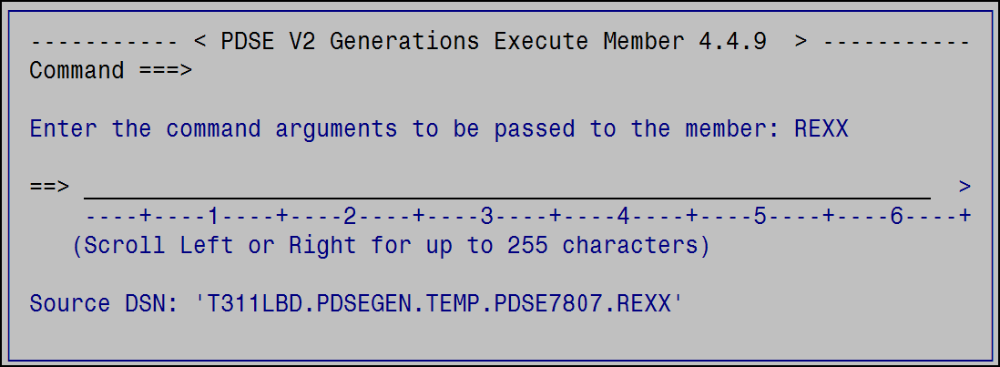 ----------- < PDSE V2 Generations Execute Member 4.4.9  > -----------
Command ===>
Enter the command arguments to be passed to the member: REXX
==> ______________________________________________________________  >
----+----1----+----2----+----3----+----4----+----5----+----6----+
(Scroll Left or Right for up to 255 characters)
Source DSN: 'T311LBD.PDSEGEN.TEMP.PDSE7807.REXX'